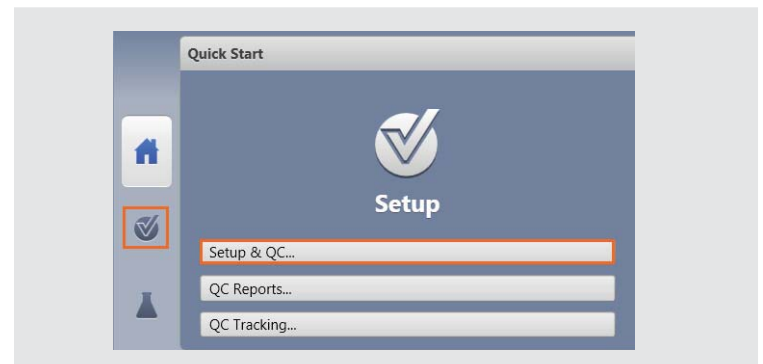 Quick Start
Setup
Setup & QC...
QC Reports...
QC Tracking...